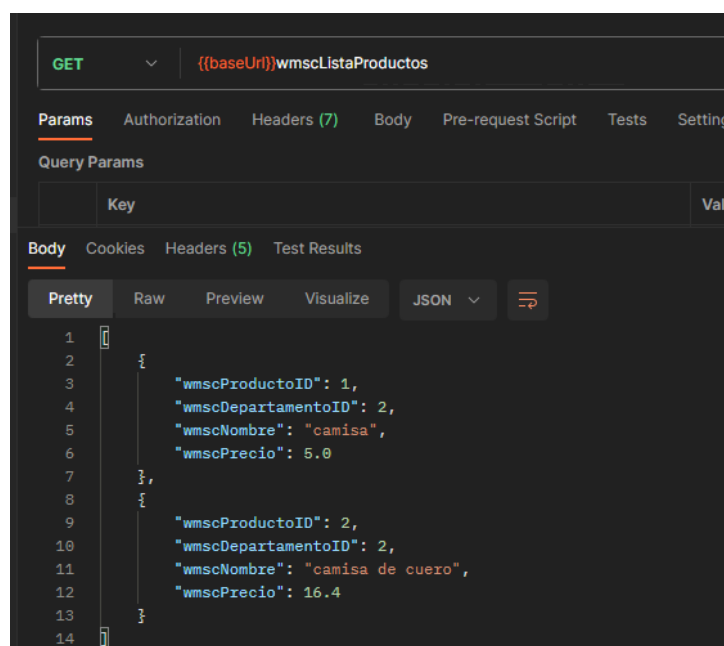 GET {{baseUrl}}wmscListaProductos
Params Authorization Headers (7) Body Pre-request Script Tests
Query Params
Key
Body Cookies Headers (5) Test Results
Pretty Raw Preview Visualize JSON
1 [
2 {
3 "wmscProductoID": 1,
4 "wmscDepartamentoID": 2,
5 "wmscNombre": "camisa",
6 "wmscPrecio": 5.0
7 },
8 {
9 "wmscProductoID": 2,
10 "wmscDepartamentoID": 2,
11 "wmscNombre": "camisa de cuero",
12 "wmscPrecio": 16.4
13 }
14 ]